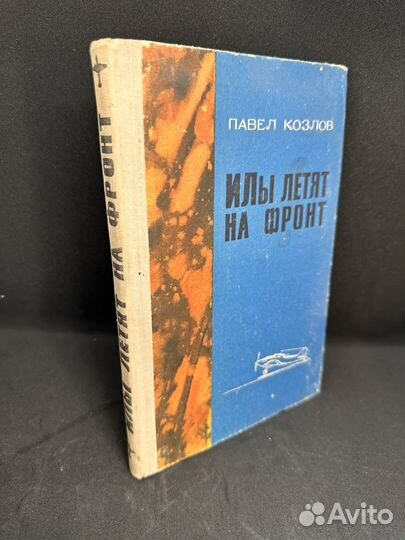 ПАВЕЛ КОЗЛОВ
ИЛЫ ЛЕТЯТ
НА ФРОНТ
ИЛЫ ЛЕТЯТ НА ФРОНТ
Avito